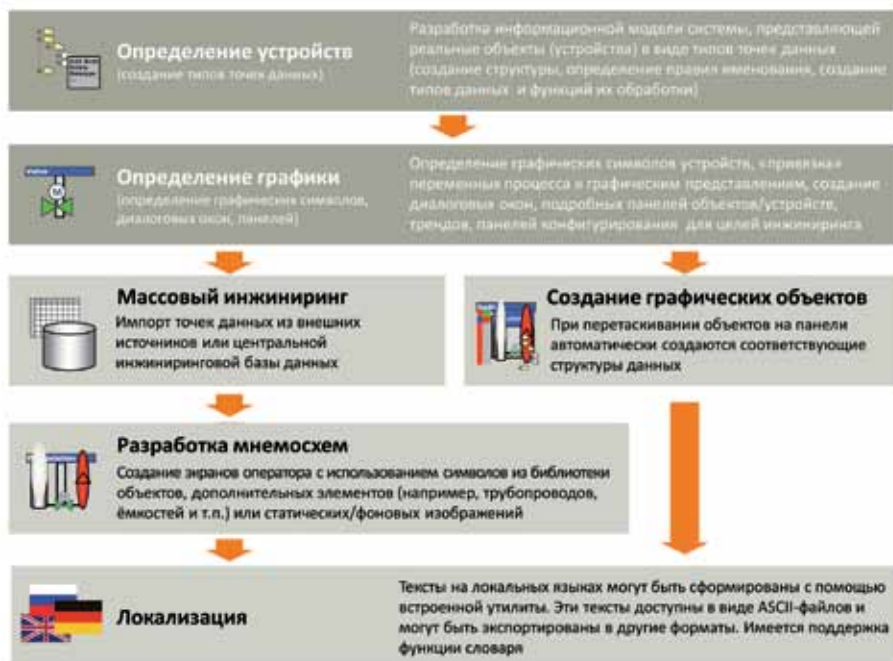 Определение устройств
(создание типов точек данных)
Разработка информационной модели системы, представляющей
реальные объекты (устройства) в виде типов точек данных
(создание структуры, определение правил именования, создание
типов данных и функций их обработки)
Определение графики
(определение графических символов,
диалоговых окон, панелей)
Определение графических символов устройств, «привязка»
переменных процесса к графическим представлениям, создание
диалоговых окон, подробных панелей объектов/устройств,
трендов, панелей конфигурирования для целей инжиниринга
Массовый инжиниринг
Импорт точек данных из внешних
источников или центральной
инжиниринговой базы данных
Создание графических объектов
При перетаскивании объектов на панели
автоматически создаются соответствующие
структуры данных
Разработка мнемосхем
Создание экранов оператора с использованием символов из библиотеки
объектов, дополнительных элементов (например, трубопроводов,
ёмкостей и т.п.) или статических/фоновых изображений
Локализация
Тексты на локальных языках могут быть сформированы с помощью
встроенной утилиты. Эти тексты доступны в виде ASCII-файлов и
могут быть экспортированы в другие форматы. Имеется поддержка
функции словаря